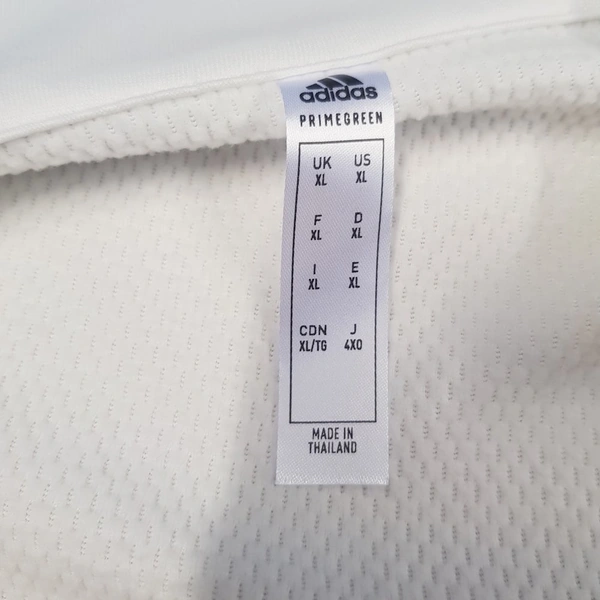 adidas
PRIMEGREEN
UK US
XL XL
F D
XL XL
I E
XL XL
CDN J
XL/TG 4XO
MADE IN
THAILAND